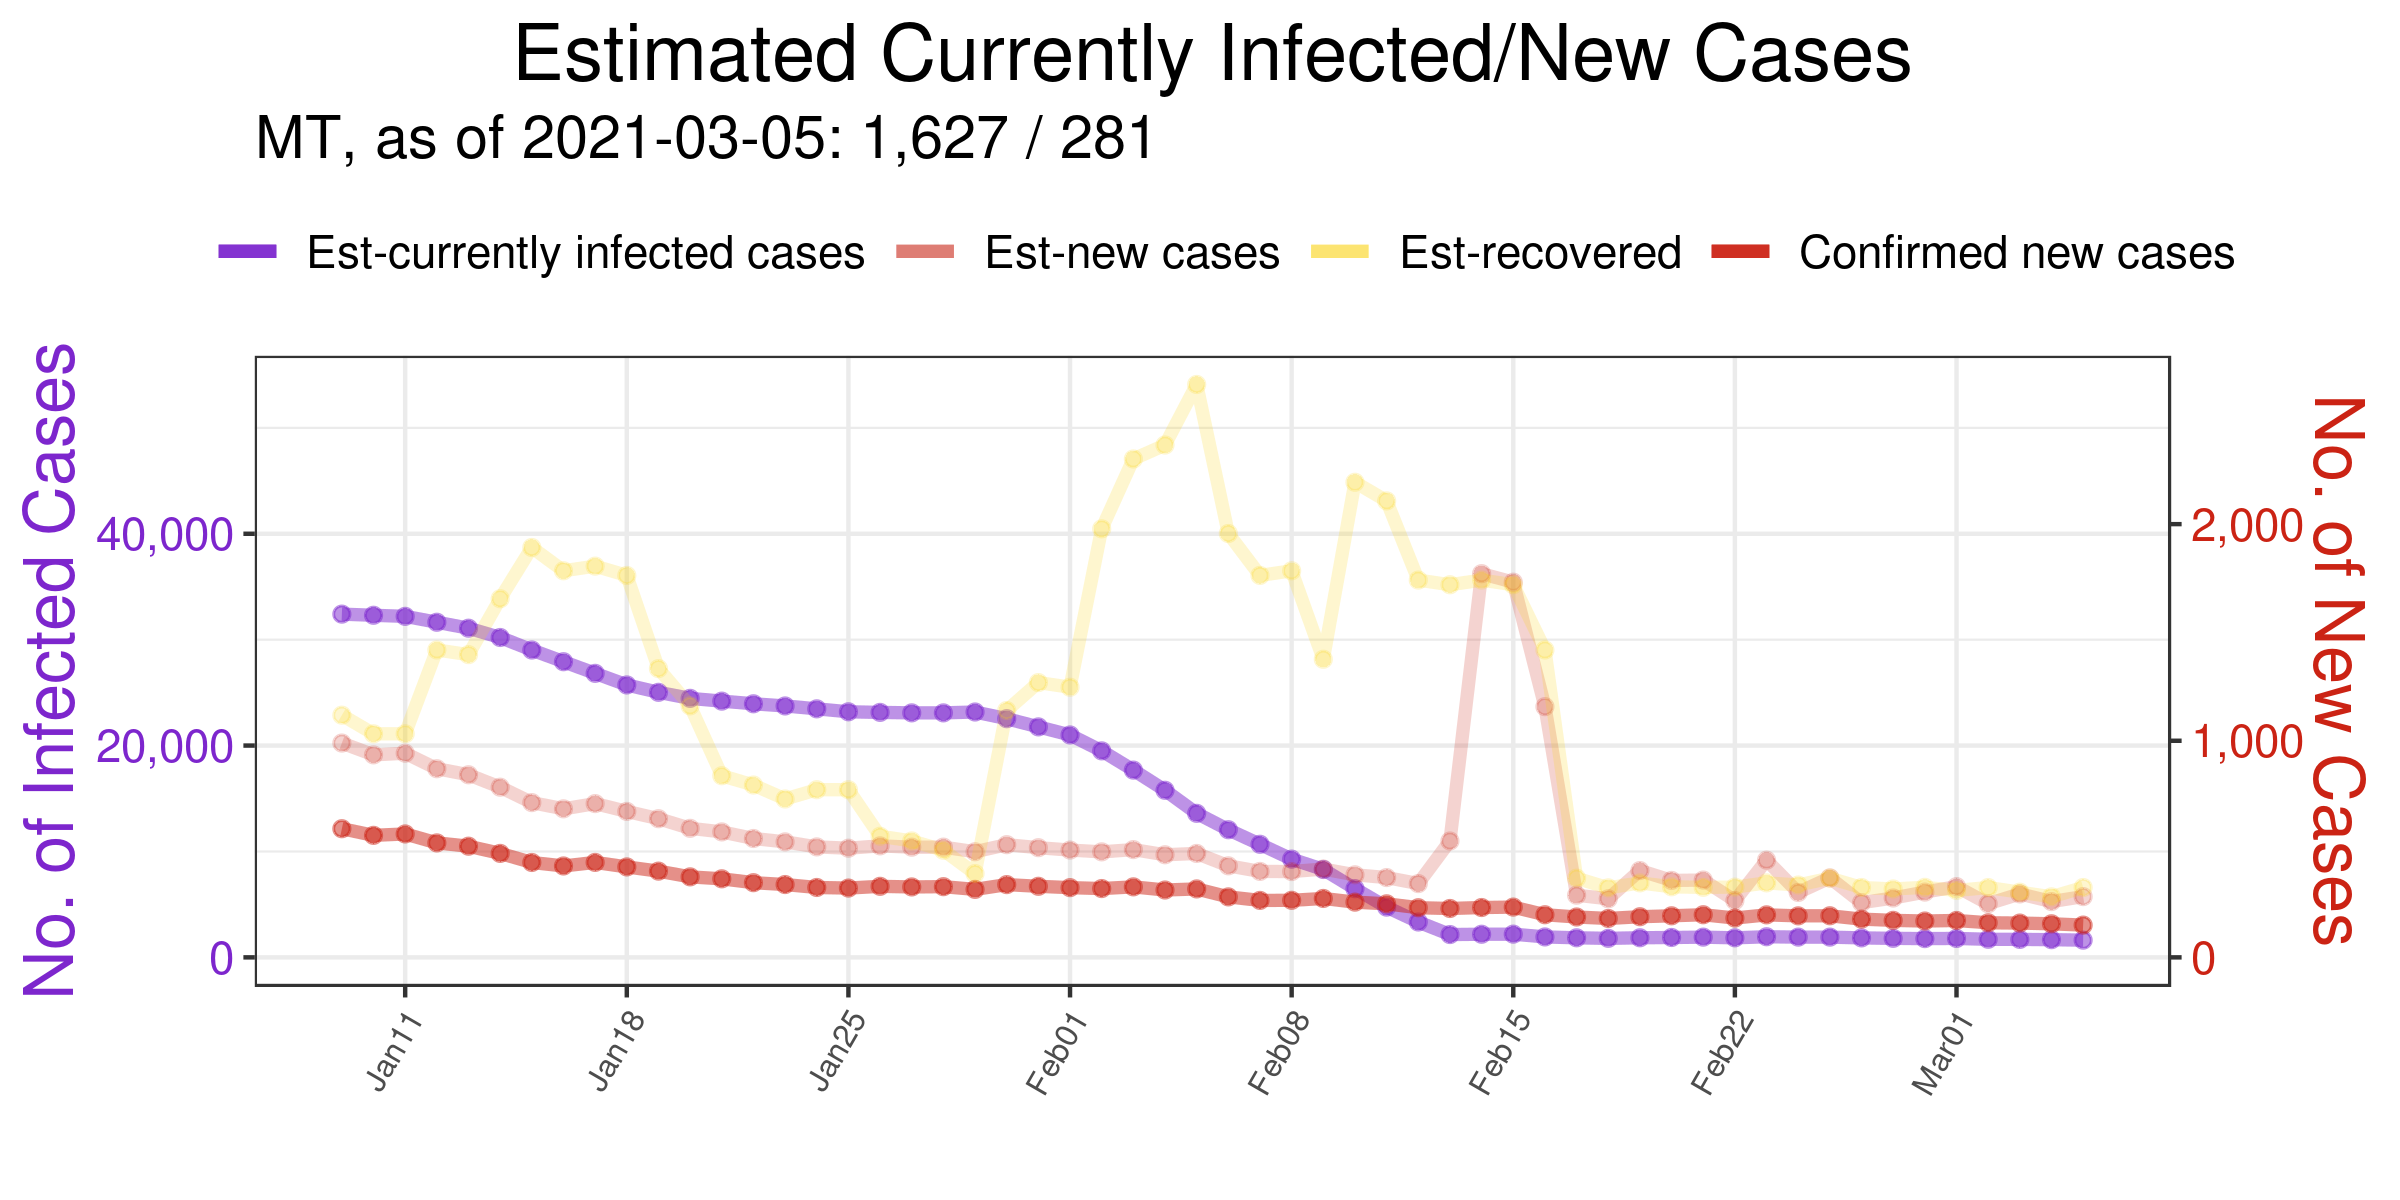 Estimated Currently Infected/New Cases
MT, as of 2021-03-05: 1,627 / 281
Est-currently infected cases Est-new cases Est-recovered Confirmed new cases
No. of Infected Cases
40,000
20,000
0
2,000
1,000
0
No. of New Cases
Jan11 Jan18 Jan25 Feb01 Feb08 Feb15 Feb22 Mar01